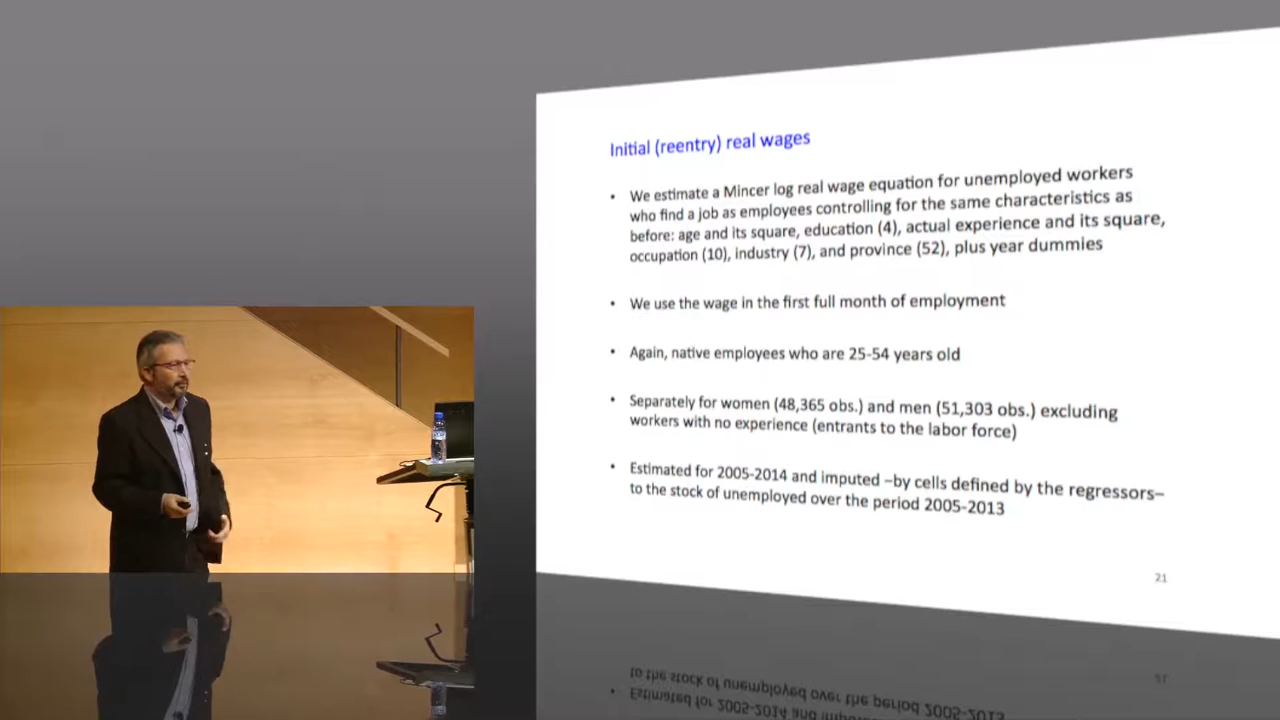 Initial (reentry) real wages
• We estimate a Mincer log real wage equation for unemployed workers
who find a job as employees controlling for the same characteristics as
before: age and its square, education (4), actual experience and its square,
occupation (10), industry (7), and province (52), plus year dummies
• We use the wage in the first full month of employment
• Again, native employees who are 25-54 years old
• Separately for women (48,365 obs.) and men (51,303 obs.) excluding
workers with no experience (entrants to the labor force)
• Estimated for 2005-2014 and imputed –by cells defined by the regressors–
to the stock of unemployed over the period 2005-2013
21